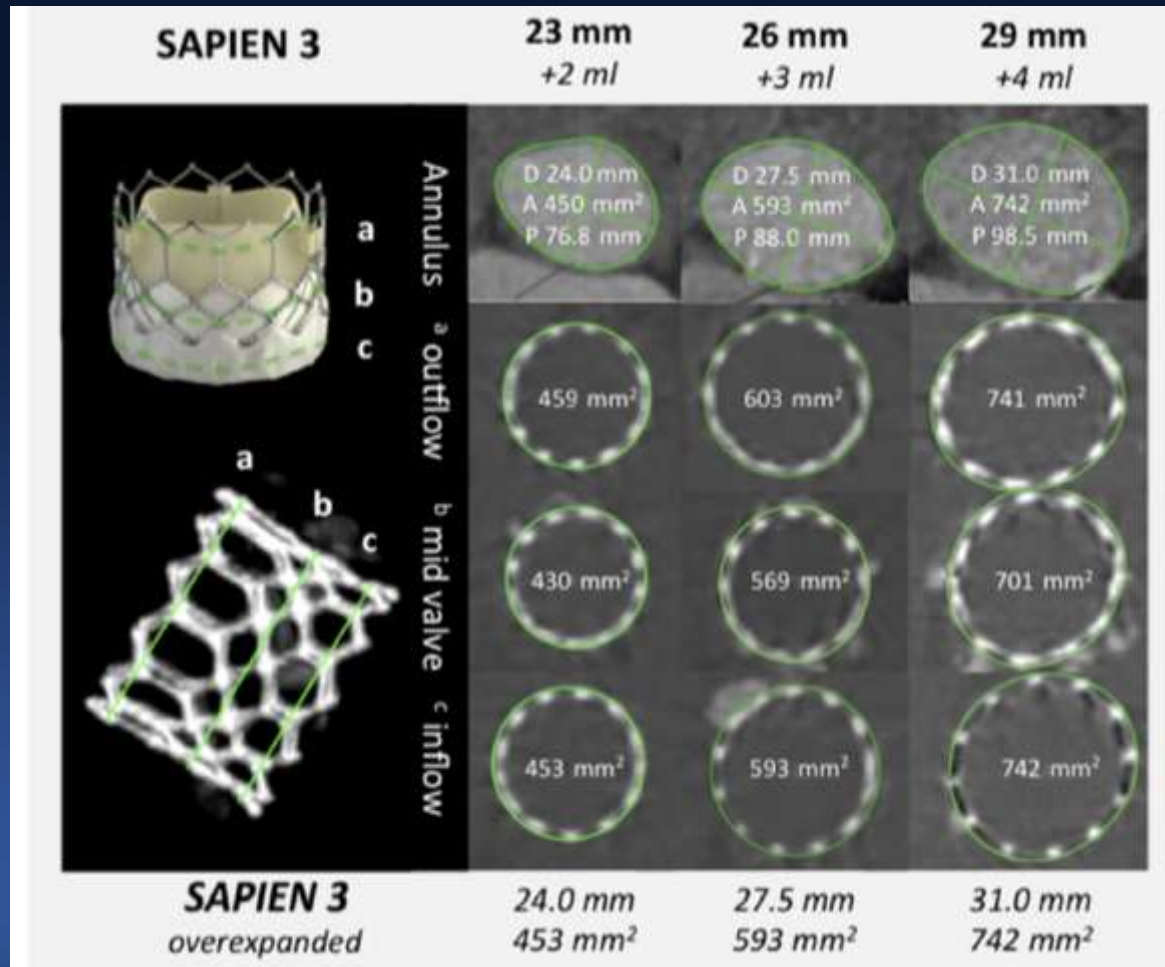 SAPIEN 3
23 mm
+2 ml
26 mm
+3 ml
29 mm
+4 ml
a
b
c
a
b
c
Annulus ᵃ outflow ᵇ mid valve ᶜ inflow
D 24.0 mm
A 450 mm²
P 76.8 mm
D 27.5 mm
A 593 mm²
P 88.0 mm
D 31.0 mm
A 742 mm²
P 98.5 mm
459 mm²
603 mm²
741 mm²
430 mm²
569 mm²
701 mm²
453 mm²
593 mm²
742 mm²
SAPIEN 3
overexpanded
24.0 mm
453 mm²
27.5 mm
593 mm²
31.0 mm
742 mm²